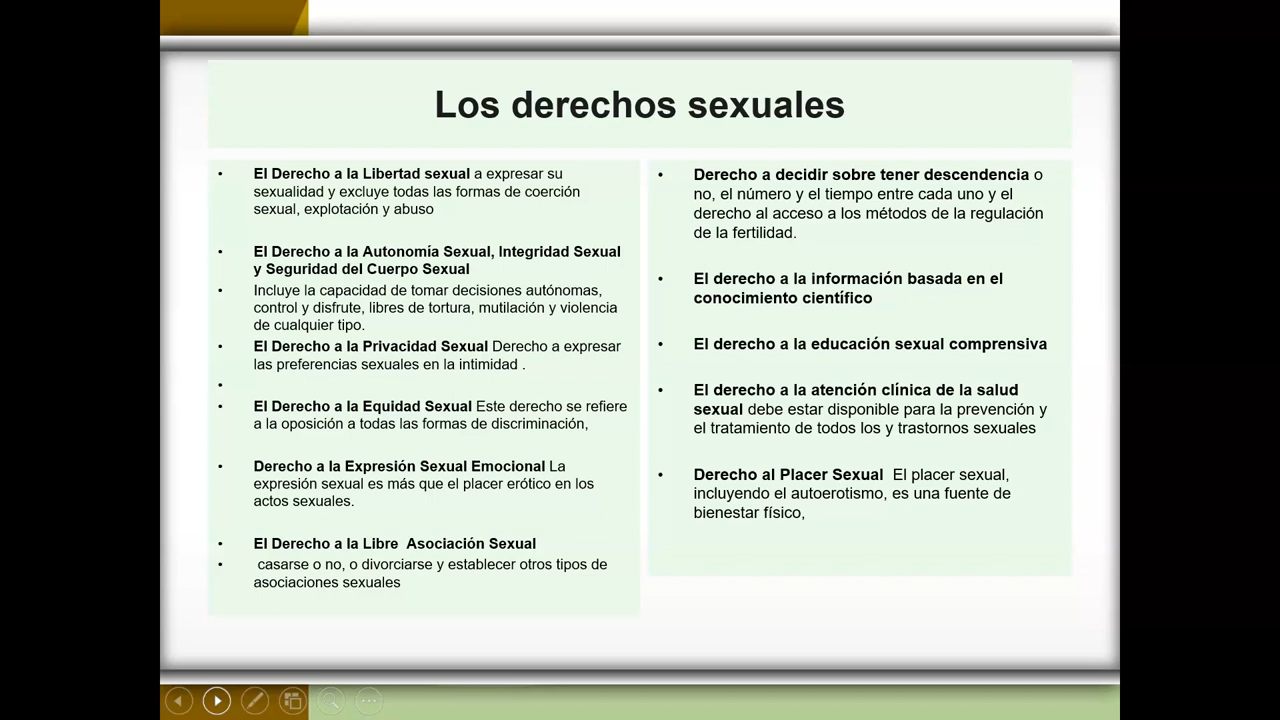 Los derechos sexuales
• El Derecho a la Libertad sexual a expresar su
sexualidad y excluye todas las formas de coerción
sexual, explotación y abuso
• El Derecho a la Autonomía Sexual, Integridad Sexual
y Seguridad del Cuerpo Sexual
• Incluye la capacidad de tomar decisiones autónomas,
control y disfrute, libres de tortura, mutilación y violencia
de cualquier tipo.
• El Derecho a la Privacidad Sexual Derecho a expresar
las preferencias sexuales en la intimidad .
•
• El Derecho a la Equidad Sexual Este derecho se refiere
a la oposición a todas las formas de discriminación,
• Derecho a la Expresión Sexual Emocional La
expresión sexual es más que el placer erótico en los
actos sexuales.
• El Derecho a la Libre  Asociación Sexual
• casarse o no, o divorciarse y establecer otros tipos de
asociaciones sexuales
• Derecho a decidir sobre tener descendencia o
no, el número y el tiempo entre cada uno y el
derecho al acceso a los métodos de la regulación
de la fertilidad.
• El derecho a la información basada en el
conocimiento científico
• El derecho a la educación sexual comprensiva
• El derecho a la atención clínica de la salud
sexual debe estar disponible para la prevención y
el tratamiento de todos los y trastornos sexuales
• Derecho al Placer Sexual  El placer sexual,
incluyendo el autoerotismo, es una fuente de
bienestar físico,